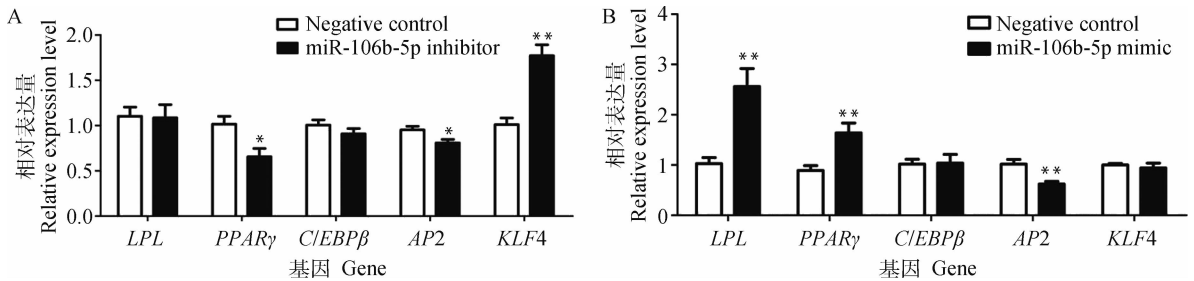 A
Negative control
miR-106b-5p inhibitor
相对表达量
Relative expression level
2.0
1.5
1.0
0.5
0.0
*
*
**
LPL PPARγ C/EBPβ AP2 KLF4
基因 Gene
B
Negative control
miR-106b-5p mimic
相对表达量
Relative expression level
4
3
2
1
0
**
**
**
LPL PPARγ C/EBPβ AP2 KLF4
基因 Gene